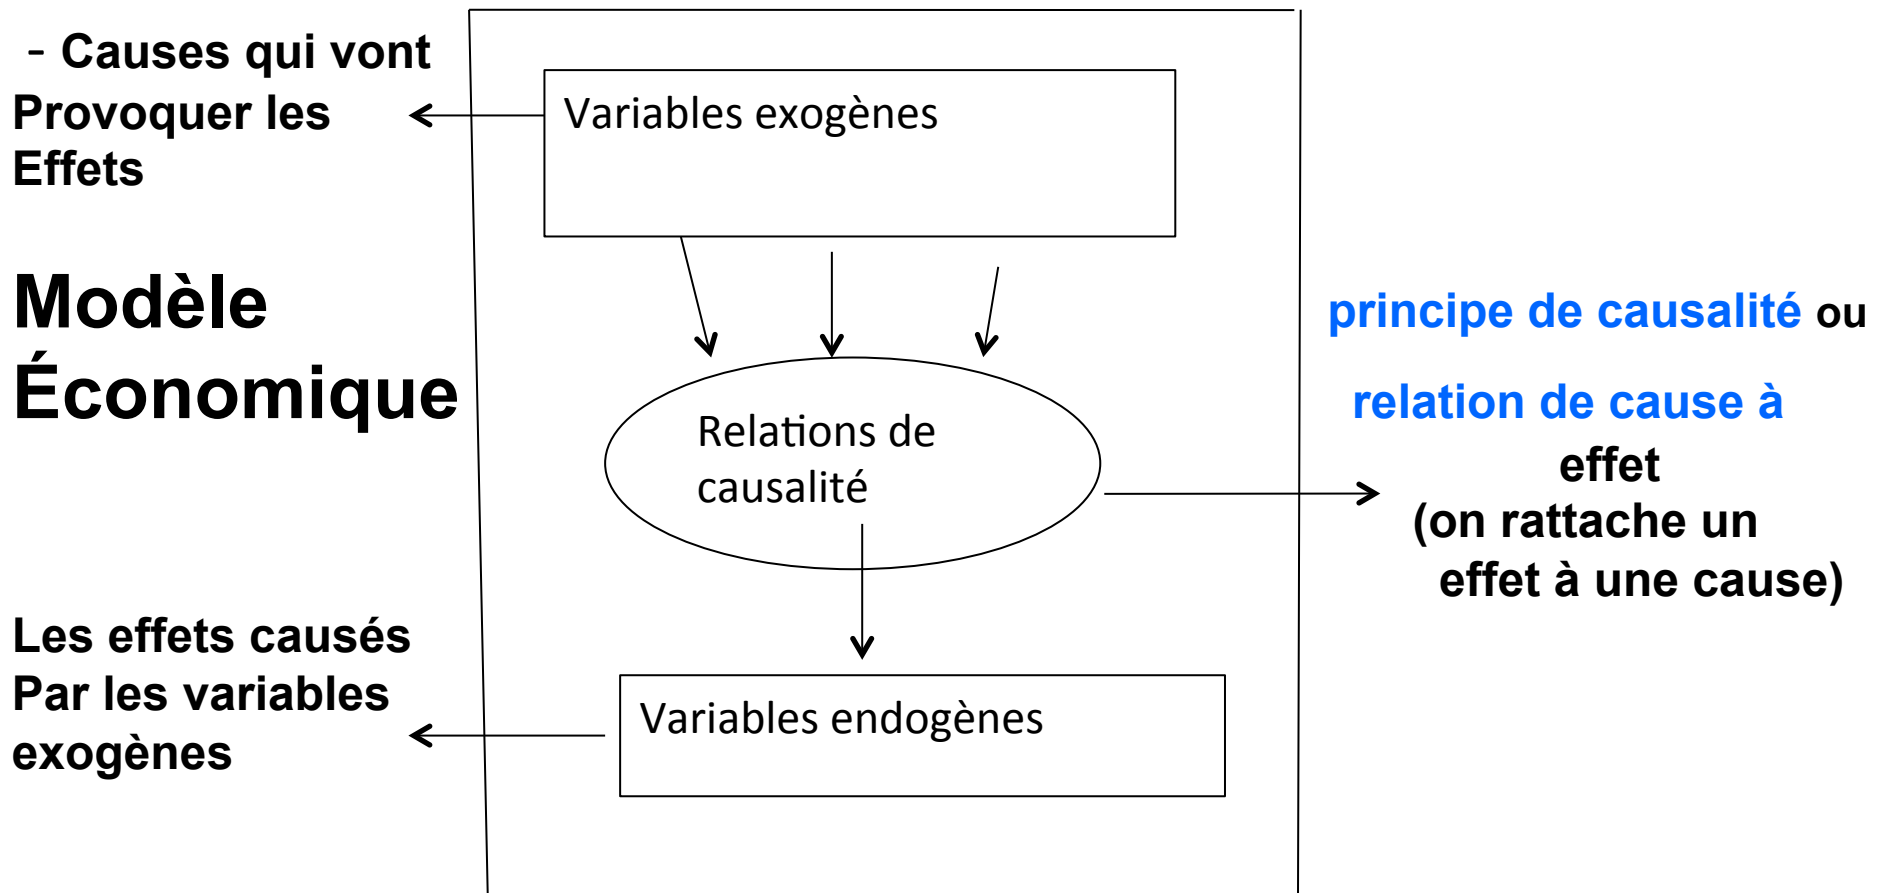 - Causes qui vont
Provoquer les
Effets
Variables exogènes
Modèle
Économique
Relations de
causalité
principe de causalité ou
relation de cause à
effet
(on rattache un
effet à une cause)
Les effets causés
Par les variables
exogènes
Variables endogènes